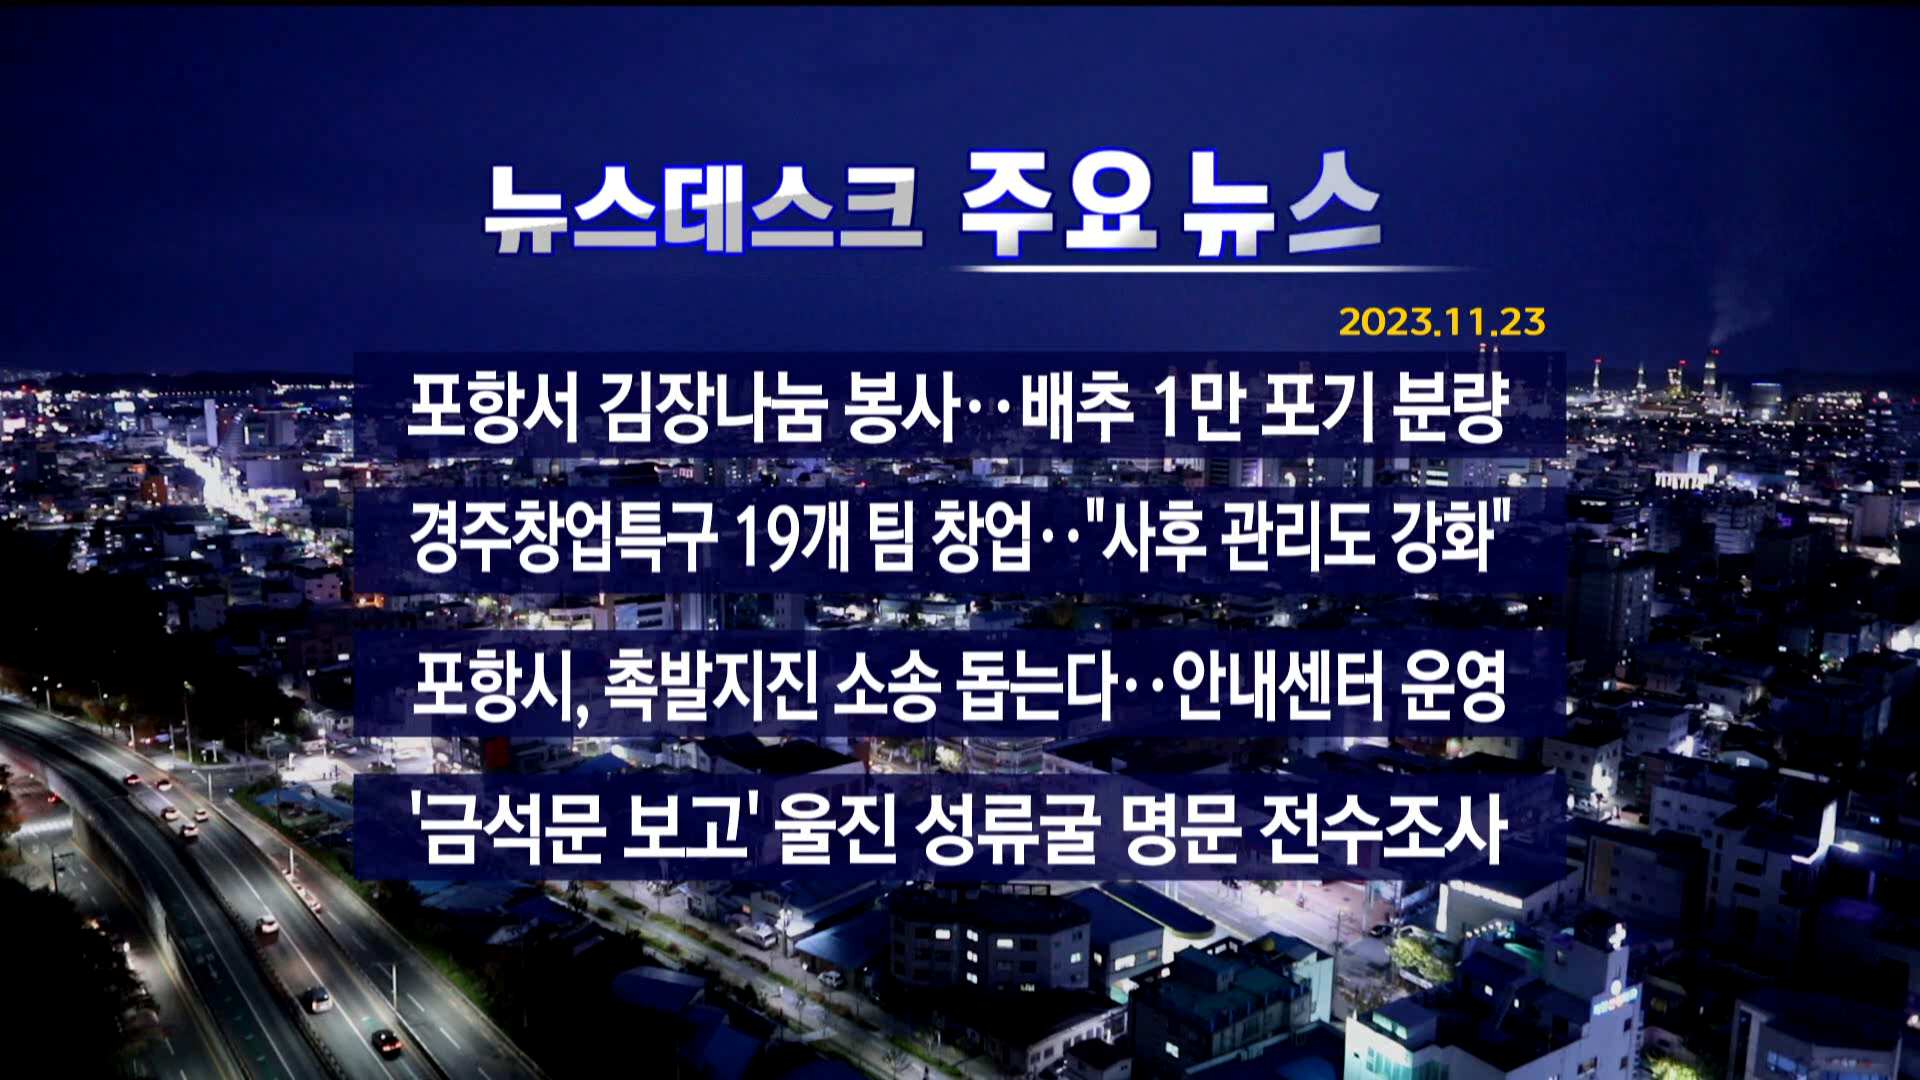 뉴스데스크 주요뉴스
2023.11.23
포항서 김장나눔 봉사‥배추 1만 포기 분량
경주창업특구 19개 팀 창업‥"사후 관리도 강화"
포항시, 촉발지진 소송 돕는다‥안내센터 운영
'금석문 보고' 울진 성류굴 명문 전수조사